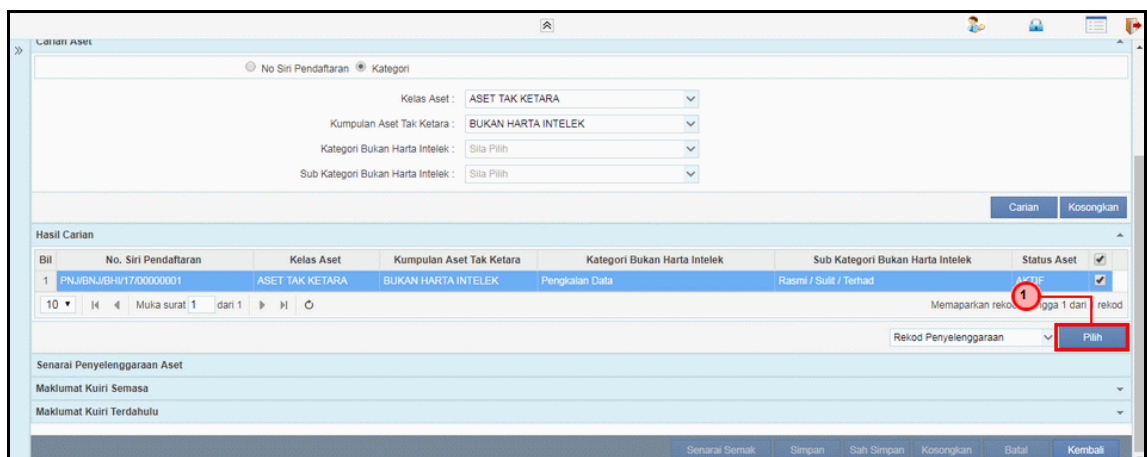 Carian Aset
No Siri Pendaftaran Kategori
Kelas Aset : ASET TAK KETARA
Kumpulan Aset Tak Ketara : BUKAN HARTA INTELEK
Kategori Bukan Harta Intelek : Sila Pilih
Sub Kategori Bukan Harta Intelek : Sila Pilih
Carian Kosongkan
Hasil Carian
Bil No. Siri Pendaftaran Kelas Aset Kumpulan Aset Tak Ketara Kategori Bukan Harta Intelek Sub Kategori Bukan Harta Intelek Status Aset
1 PNJ/BNJ/BHI/17/00000001 ASET TAK KETARA BUKAN HARTA INTELEK Pengkalan Data Rasmi / Sulit / Terhad AKTIF
10 Muka surat 1 dari 1 Memaparkan 1 dari rekod
1
Rekod Penyelenggaraan Pilih
Senarai Penyelenggaraan Aset
Maklumat Kuiri Semasa
Maklumat Kuiri Terdahulu
Senarai Semak Simpan Sah Simpan Kosongkan Batal Kembali